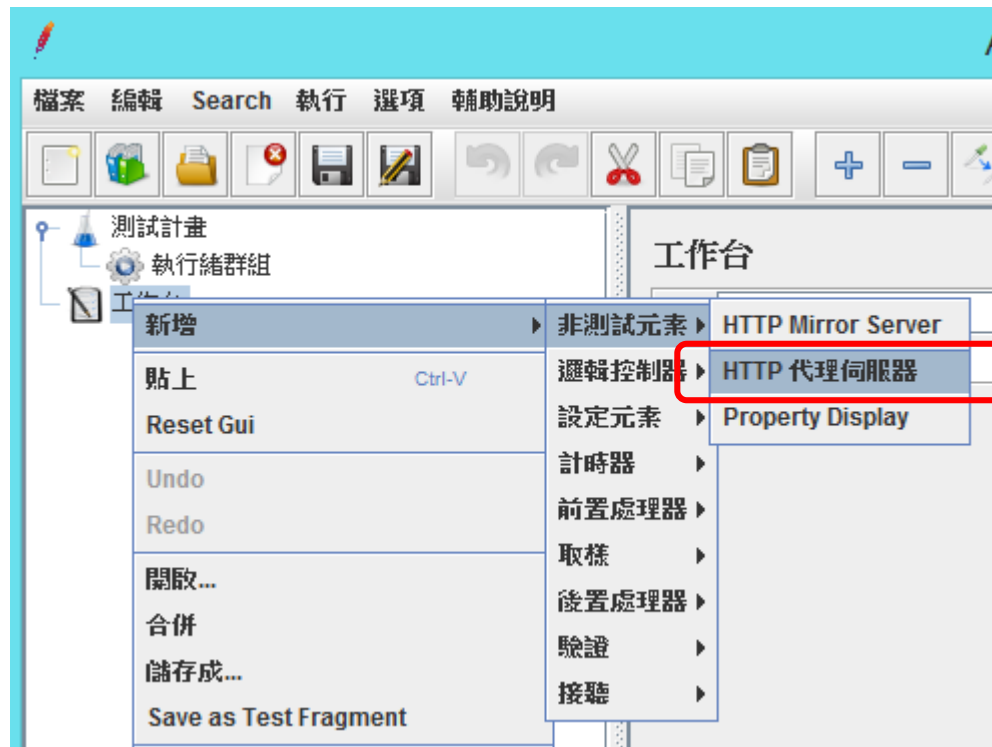 檔案 編輯 Search 執行 選項 輔助說明
測試計畫
執行緒群組
工作台
工作台
新增
貼上 Ctrl-V
Reset Gui
Undo
Redo
開啟...
合併
儲存成...
Save as Test Fragment
非測試元素
邏輯控制器
設定元素
計時器
前置處理器
取樣
後置處理器
驗證
接聽
HTTP Mirror Server
HTTP 代理伺服器
Property Display